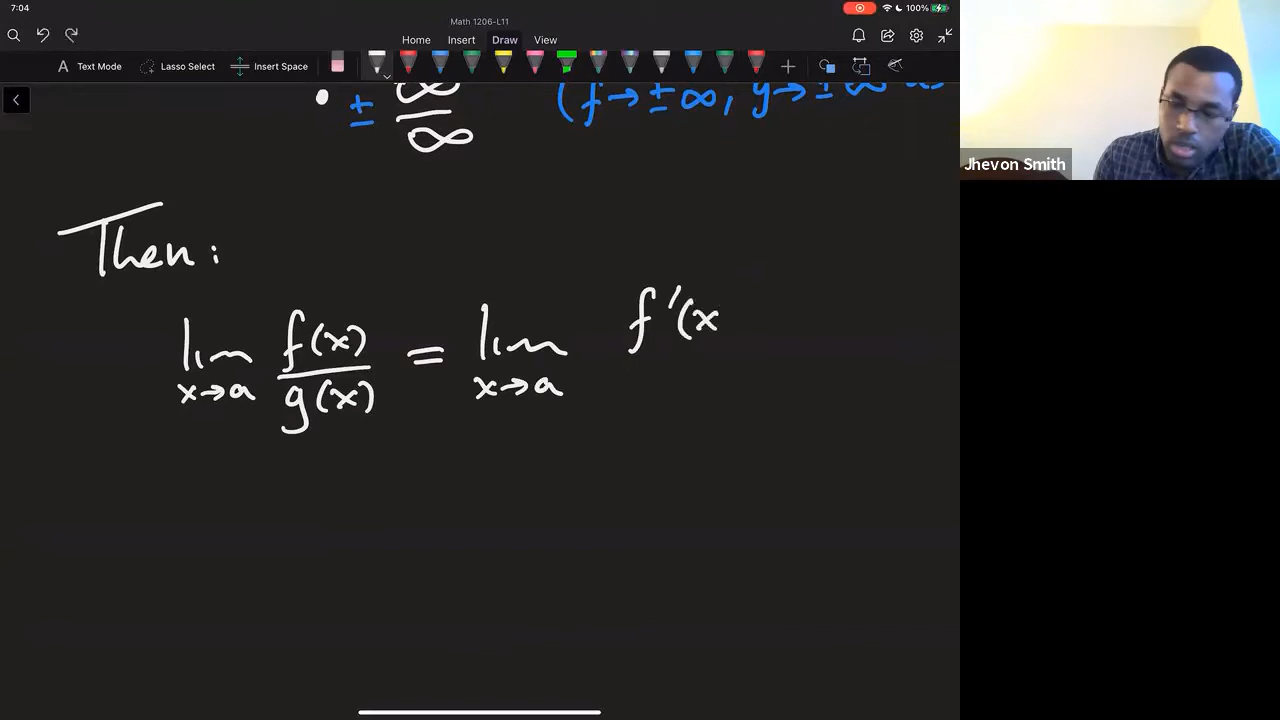 7:04
100%
Math 1206-L11
Home Insert Draw View
Text Mode Lasso Select Insert Space
• ± ∞/∞ (f→±∞, g→±∞
Then:
lim x→a f(x)/g(x) = lim x→a f'(x
Jhevon Smith